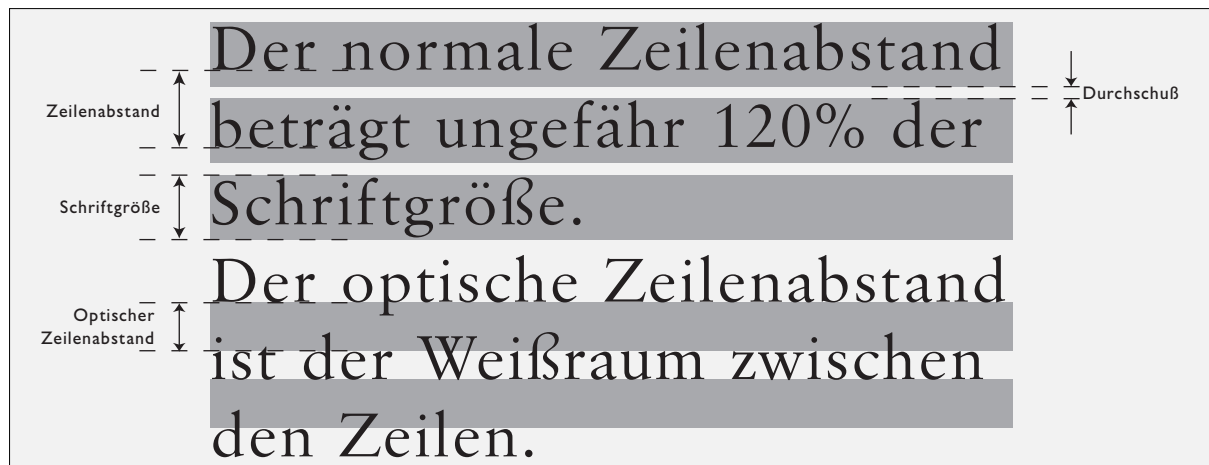 Der normale Zeilenabstand
Zeilenabstand
Durchschuß
beträgt ungefähr 120% der
Schriftgröße
Schriftgröße.
Der optische Zeilenabstand
Optischer
Zeilenabstand
ist der Weißraum zwischen
den Zeilen.